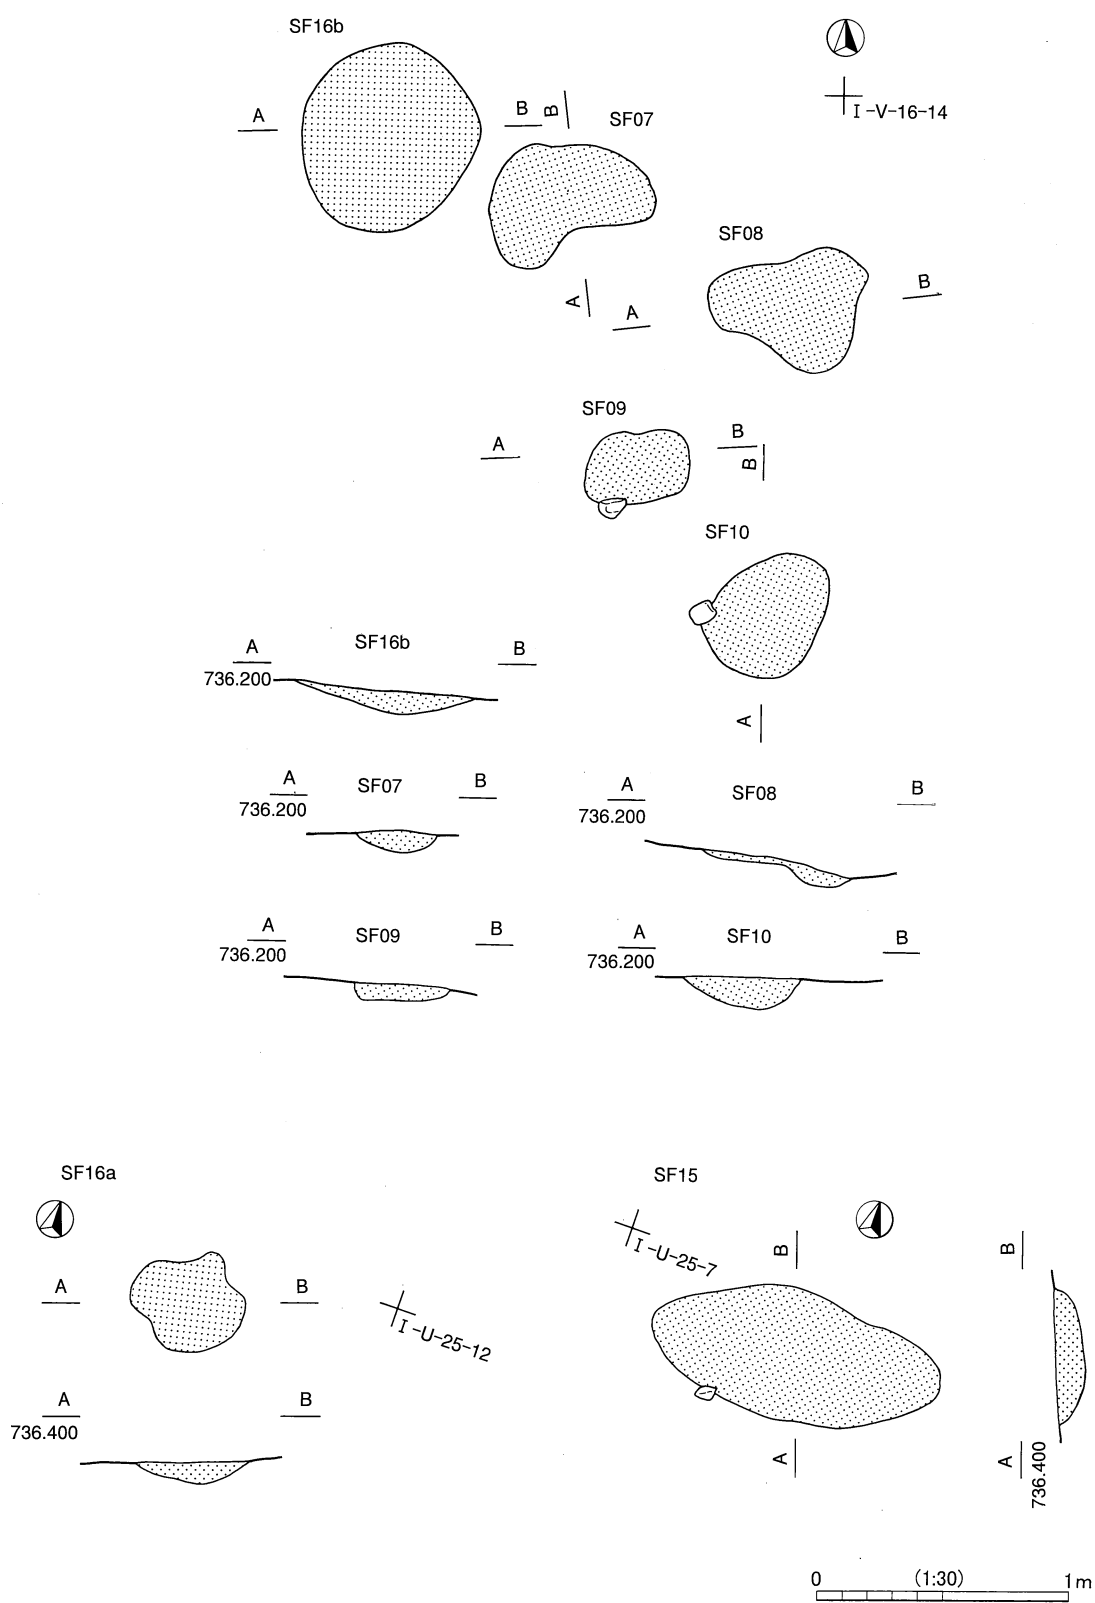 SF16b
I-V-16-14
A
B
B
SF07
SF08
A
A
B
SF09
A
B
B
SF10
A
SF16b
A
B
736.200
A
SF07
B
736.200
A
SF08
B
736.200
A
SF09
B
736.200
A
SF10
B
736.200
SF16a
A
B
I-U-25-12
A
B
736.400
SF15
I-U-25-7
B
B
A
A
736.400
0 (1:30) 1m